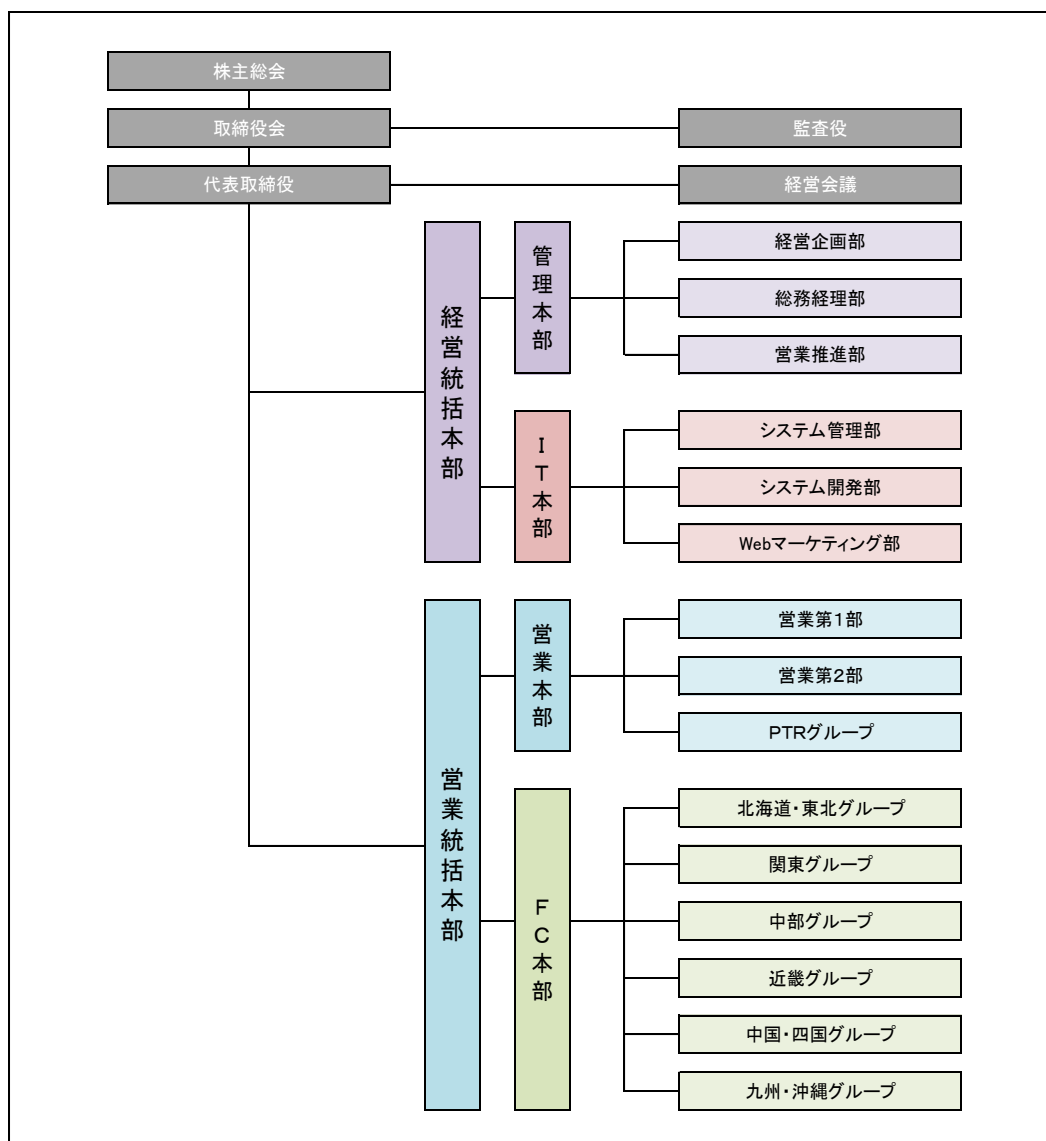 株主総会
取締役会
監査役
代表取締役
経営会議
経営統括本部
管理本部
経営企画部
総務経理部
営業推進部
IT本部
システム管理部
システム開発部
Webマーケティング部
営業統括本部
営業本部
営業第1部
営業第2部
PTRグループ
FC本部
北海道・東北グループ
関東グループ
中部グループ
近畿グループ
中国・四国グループ
九州・沖縄グループ